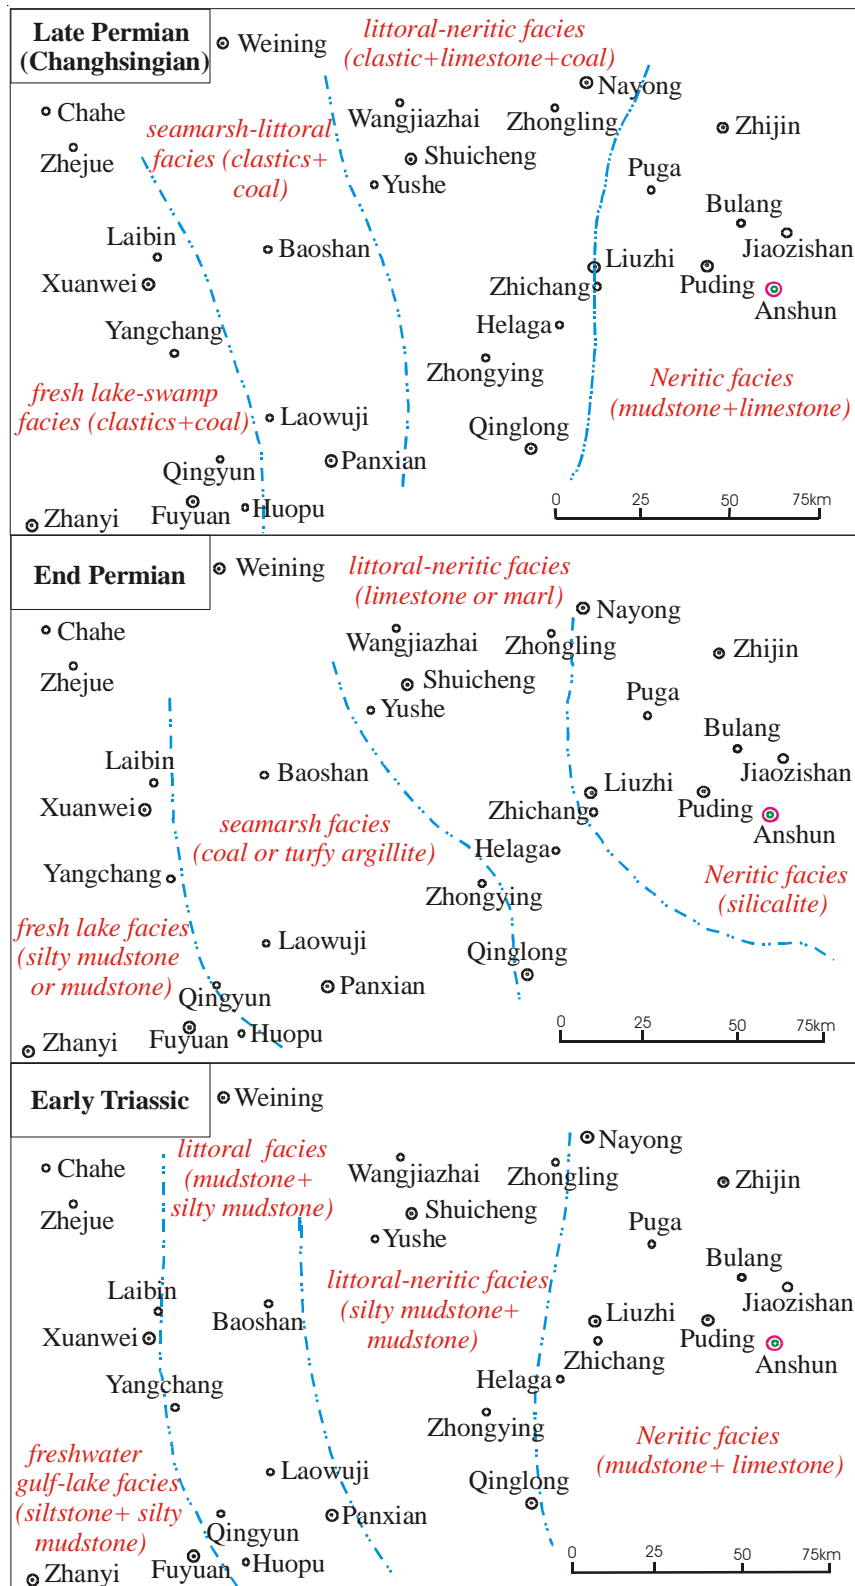 Late Permian
(Changhsingian)
Weining
littoral-neritic facies
(clastic+limestone+coal)
Nayong
Chahe
Wangjiazhai
Zhongling
Zhijin
seamarsh-littoral
facies (clastics+
coal)
Zhejue
Shuicheng
Puga
Yushe
Bulang
Laibin
Baoshan
Jiaozishan
Liuzhi
Xuanwei
Zhichang
Puding
Anshun
Yangchang
Helaga
Zhongying
Neritic facies
(mudstone+limestone)
fresh lake-swamp
facies (clastics+coal)
Laowuji
Qinglong
Qingyun
Panxian
Zhanyi
Fuyuan
Huopu
0 25 50 75km
End Permian
Weining
littoral-neritic facies
(limestone or marl)
Nayong
Chahe
Wangjiazhai
Zhongling
Zhijin
Zhejue
Shuicheng
Puga
Yushe
Bulang
Laibin
Baoshan
Jiaozishan
Liuzhi
Xuanwei
Zhichang
Puding
Anshun
seamarsh facies
(coal or turfy argillite)
Helaga
Yangchang
Zhongying
Neritic facies
(silicalite)
fresh lake facies
(silty mudstone
or mudstone)
Laowuji
Qinglong
Qingyun
Panxian
Zhanyi
Fuyuan
Huopu
0 25 50 75km
Early Triassic
Weining
littoral facies
(mudstone+
silty mudstone)
Nayong
Chahe
Wangjiazhai
Zhongling
Zhijin
Zhejue
Shuicheng
Puga
Yushe
Bulang
littoral-neritic facies
(silty mudstone+
mudstone)
Laibin
Baoshan
Jiaozishan
Liuzhi
Xuanwei
Zhichang
Puding
Anshun
Yangchang
Helaga
Zhongying
Neritic facies
(mudstone+ limestone)
freshwater
gulf-lake facies
(siltstone+ silty
mudstone)
Laowuji
Qinglong
Qingyun
Panxian
Zhanyi
Fuyuan
Huopu
0 25 50 75km